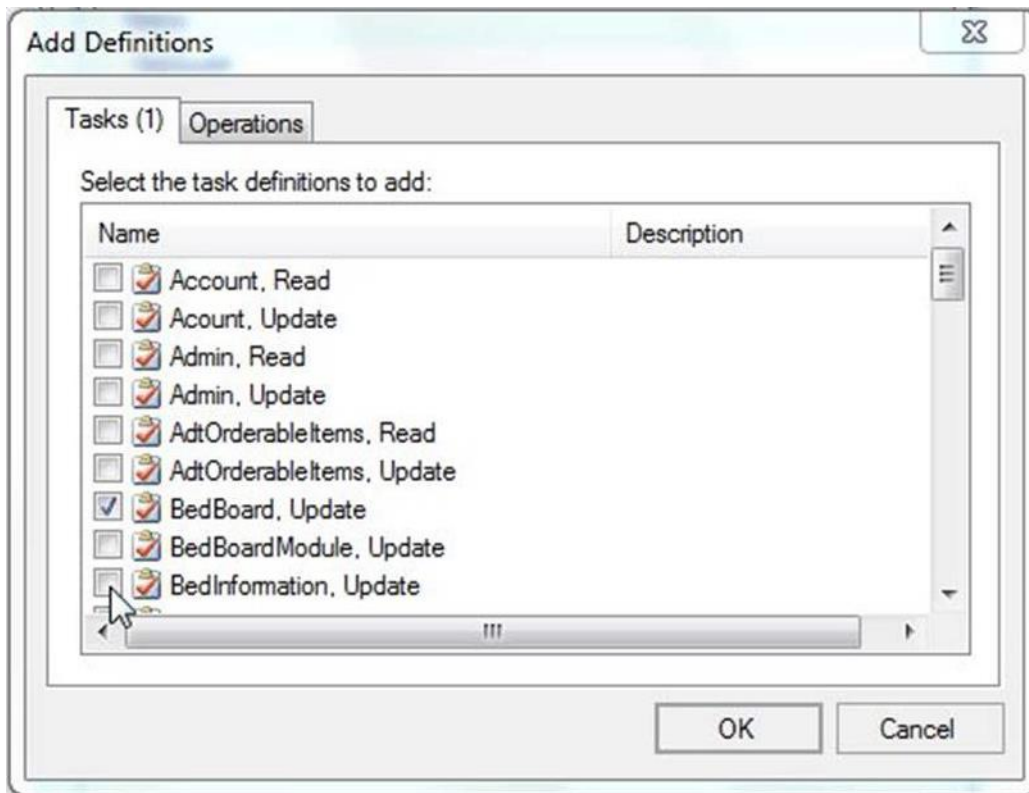 Add Definitions
Tasks (1) Operations
Select the task definitions to add:
Name Description
Account, Read
Acount, Update
Admin, Read
Admin, Update
AdtOrderableItems, Read
AdtOrderableItems, Update
BedBoard, Update
BedBoardModule, Update
BedInformation, Update
OK Cancel